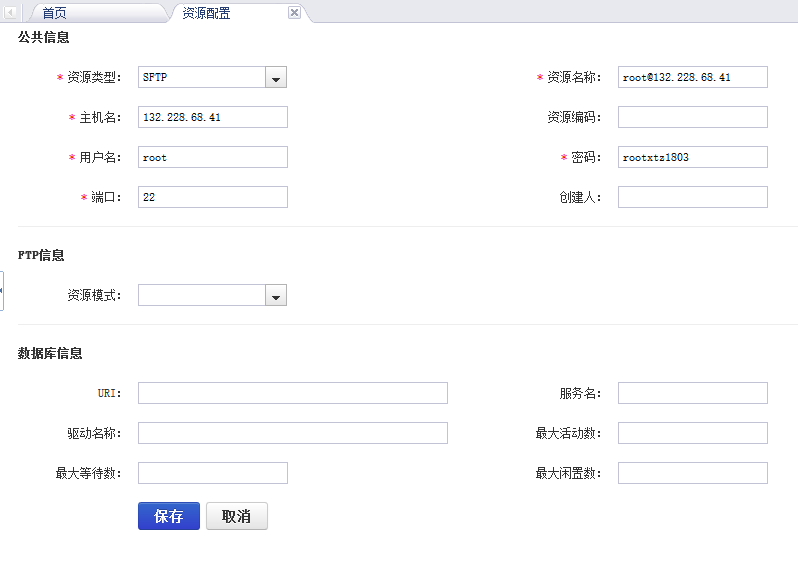 首页 资源配置
公共信息
* 资源类型: SFTP * 资源名称: root@132.228.68.41
* 主机名: 132.228.68.41 资源编码:
* 用户名: root * 密码: rootxtz1803
* 端口: 22 创建人:
FTP信息
资源模式:
数据库信息
URI: 服务名:
驱动名称: 最大活动数:
最大等待数: 最大闲置数:
保存 取消